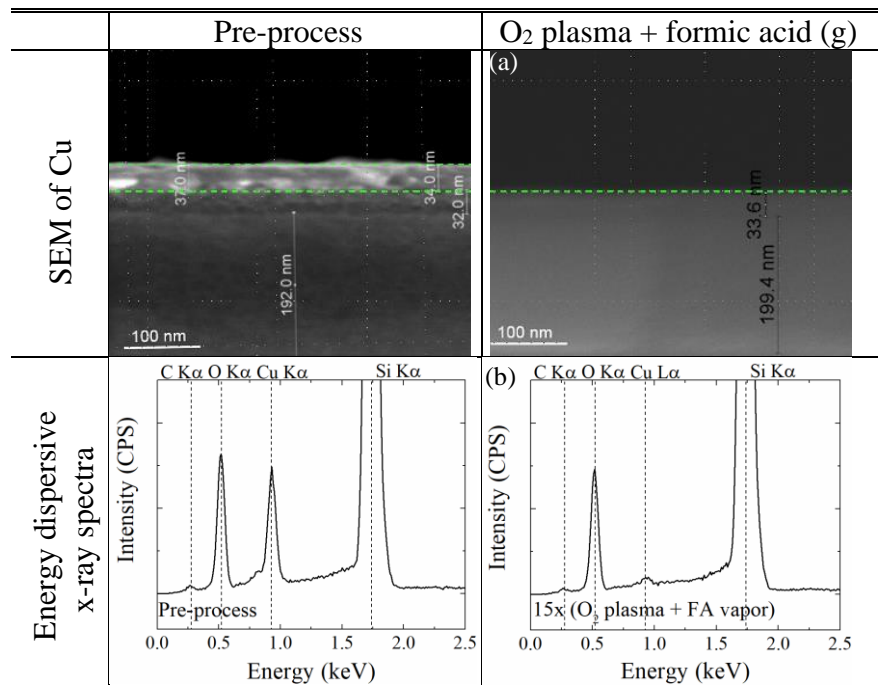 Pre-process
O₂ plasma + formic acid (g)
SEM of Cu
37.0 nm
34.0 nm
32.0 nm
192.0 nm
100 nm
(a)
33.6 nm
199.4 nm
100 nm
Energy dispersive
x-ray spectra
C Kα O Kα Cu Kα Si Kα
Intensity (CPS)
Pre-process
0.0 0.5 1.0 1.5 2.0 2.5
Energy (keV)
(b)
C Kα O Kα Cu Lα Si Kα
Intensity (CPS)
15x (O₂ plasma + FA vapor)
0.0 0.5 1.0 1.5 2.0 2.5
Energy (keV)